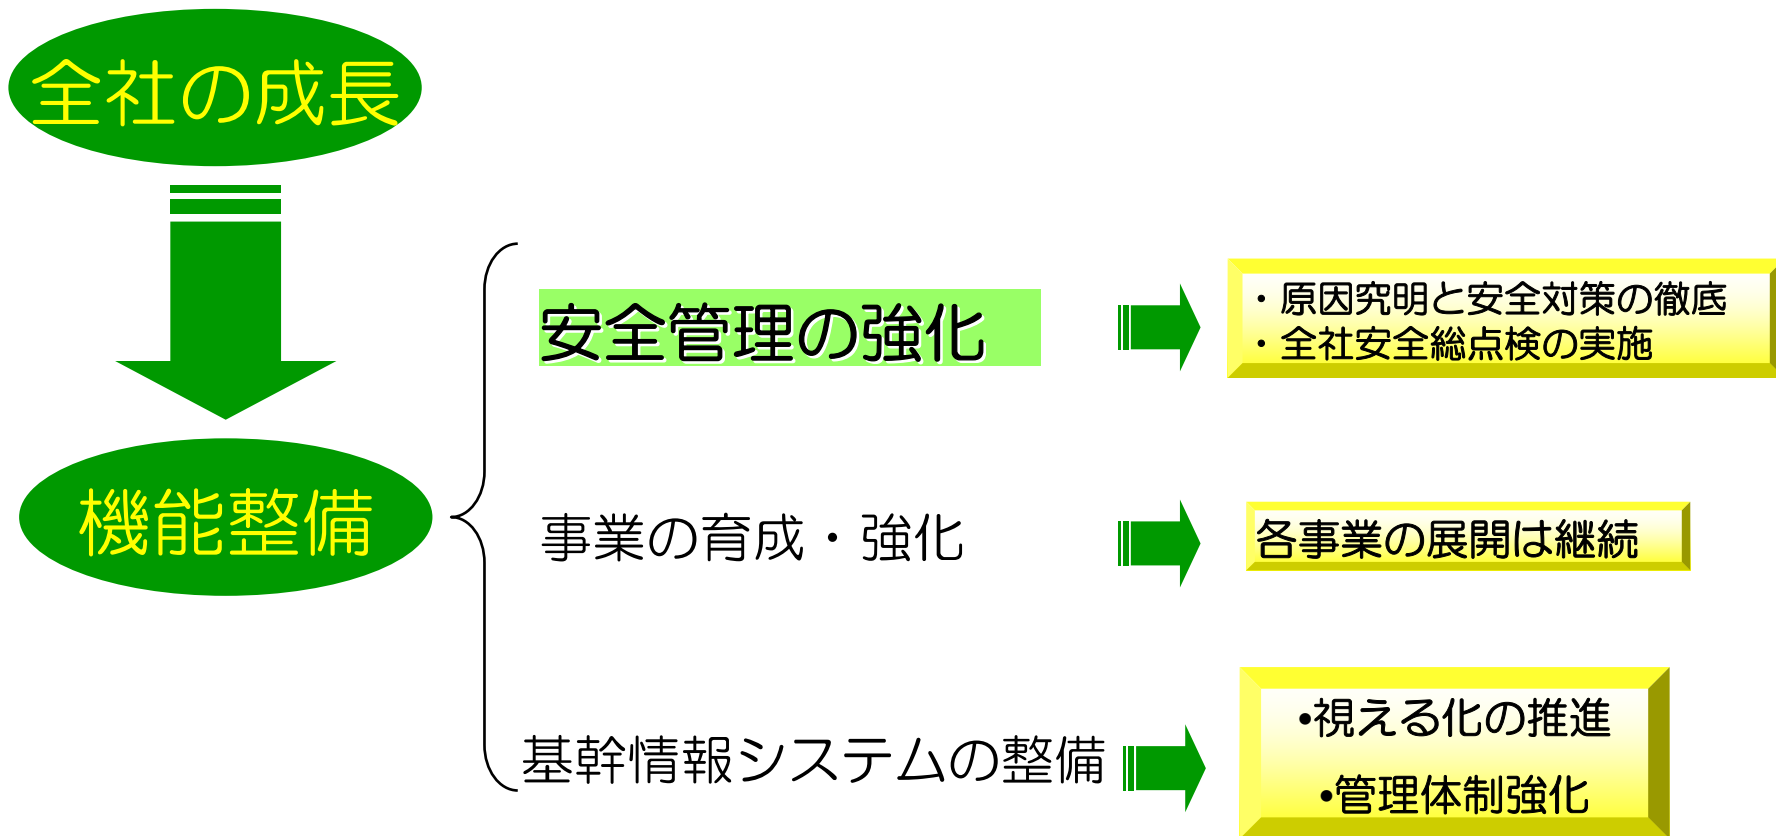 全社の成長
機能整備
安全管理の強化
・原因究明と安全対策の徹底
・全社安全総点検の実施
事業の育成・強化
各事業の展開は継続
基幹情報システムの整備
•視える化の推進
•管理体制強化